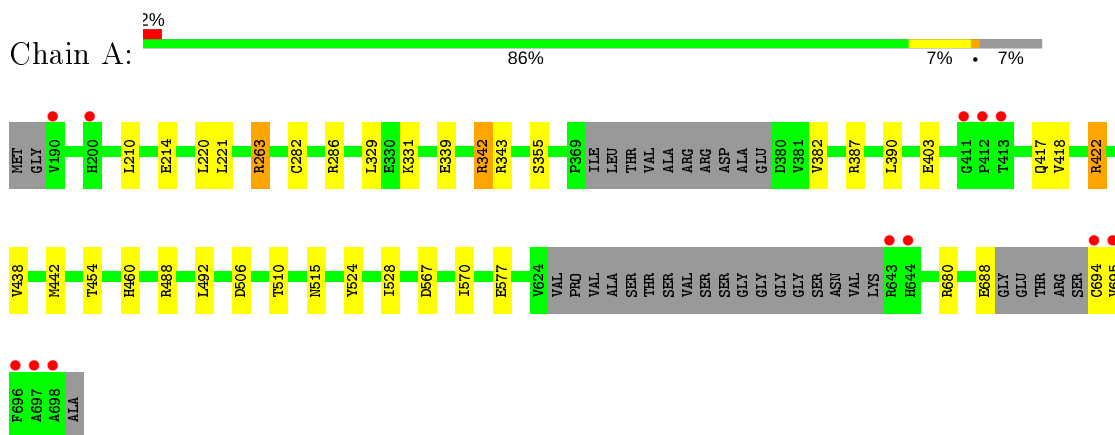 2%
Chain A:
86% 7% • 7%
MET GLY V190 H200 L210 E214 L220 L221 R263 C282 R286 L329 E330 K331 E339 R342 R343 S355 P369 ILE LEU THR VAL ALA ARG ARG ASP ALA GLU D380 V381 V382 R387 L390 E403 G411 P412 T413 Q417 V418 R422
V438 M442 T454 H460 R488 L492 D506 T510 N515 Y524 I528 D567 I570 E577 V624 VAL PRO VAL ALA SER THR SER VAL SER SER GLY GLY GLY GLY SER ASN VAL LYS R643 H644 R680 E688 GLY GLU THR ARG SER C694 V695
F696 A697 A698 ALA